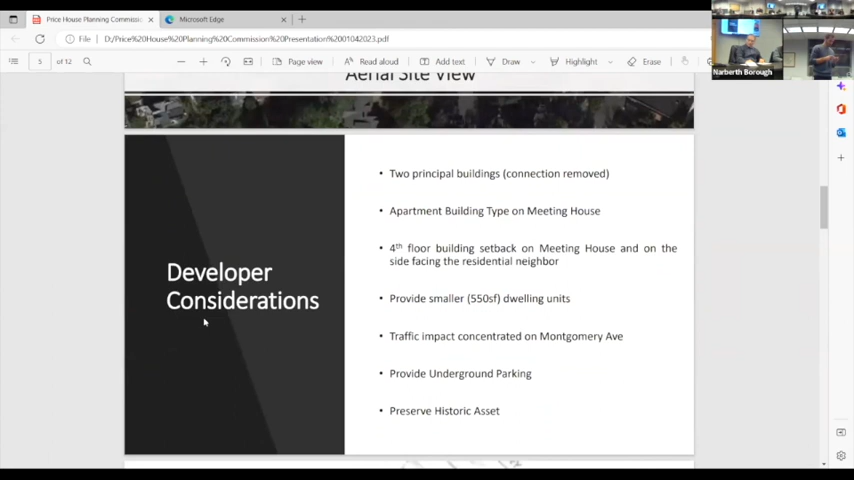 Price House Planning Commissio
Microsoft Edge
File
D:/Price%20House%20Planning%20Commission%20Presentation%2001042023.pdf
5 of 12
Page view
Read aloud
Add text
Draw
Highlight
Erase
Narberth Borough
Aerial Site View
Developer
Considerations
• Two principal buildings (connection removed)
• Apartment Building Type on Meeting House
• 4th floor building setback on Meeting House and on the
side facing the residential neighbor
• Provide smaller (550sf) dwelling units
• Traffic impact concentrated on Montgomery Ave
• Provide Underground Parking
• Preserve Historic Asset